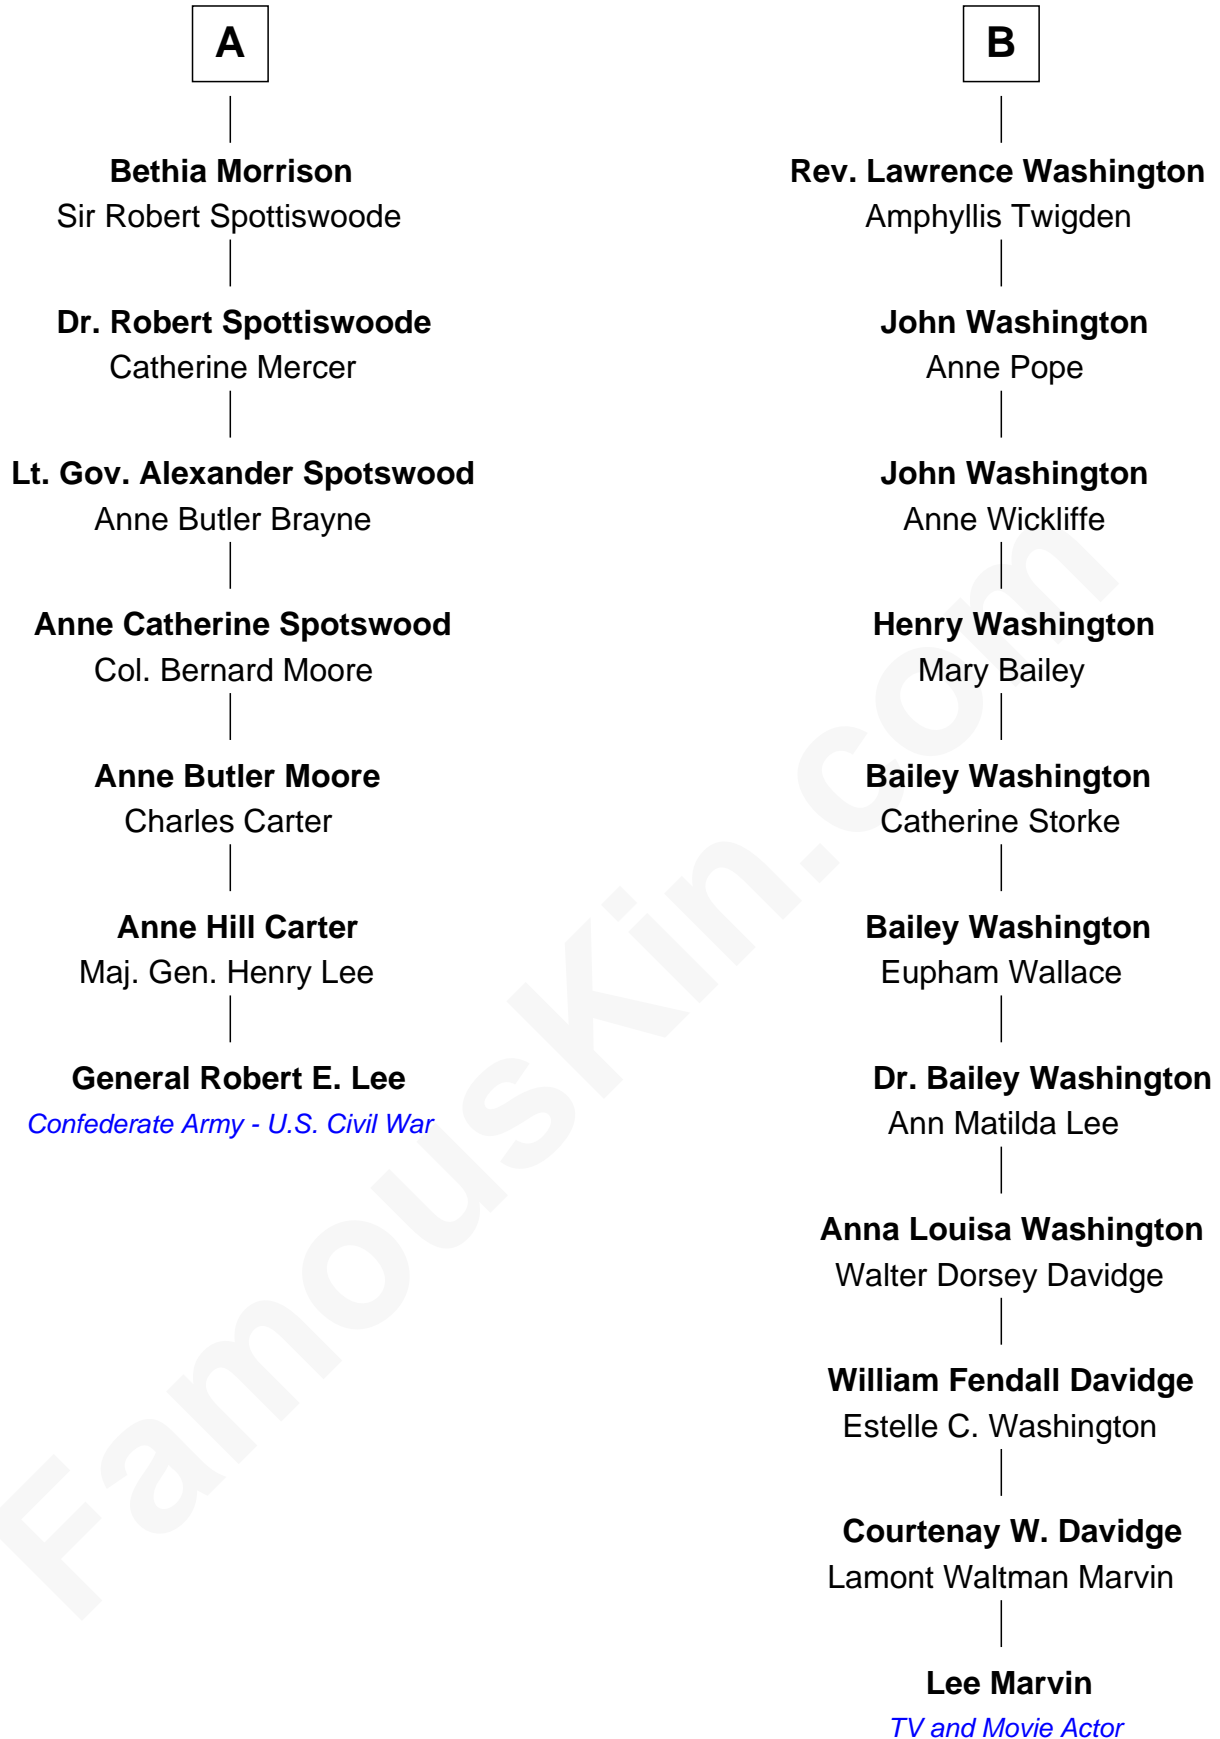 A
Bethia Morrison
Sir Robert Spottiswoode
Dr. Robert Spottiswoode
Catherine Mercer
Lt. Gov. Alexander Spotswood
Anne Butler Brayne
Anne Catherine Spotswood
Col. Bernard Moore
Anne Butler Moore
Charles Carter
Anne Hill Carter
Maj. Gen. Henry Lee
General Robert E. Lee
Confederate Army - U.S. Civil War
B
Rev. Lawrence Washington
Amphyllis Twigden
John Washington
Anne Pope
John Washington
Anne Wickliffe
Henry Washington
Mary Bailey
Bailey Washington
Catherine Storke
Bailey Washington
Eupham Wallace
Dr. Bailey Washington
Ann Matilda Lee
Anna Louisa Washington
Walter Dorsey Davidge
William Fendall Davidge
Estelle C. Washington
Courtenay W. Davidge
Lamont Waltman Marvin
Lee Marvin
TV and Movie Actor
FamousKin.com